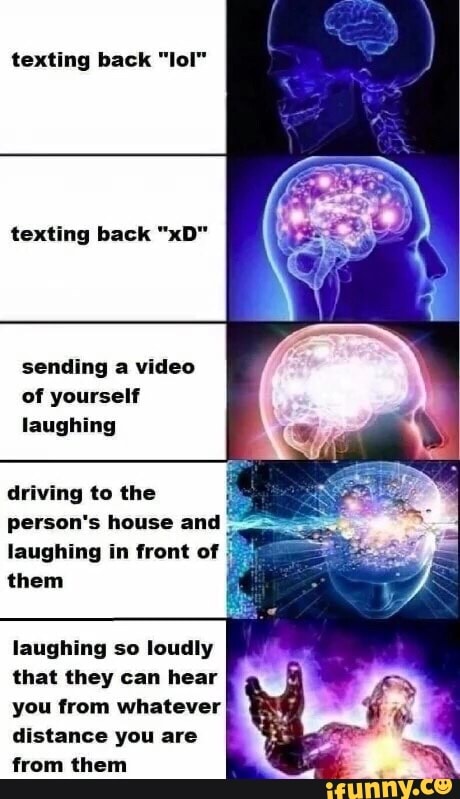 texting back "lol"
texting back "xD"
sending a video
of yourself
laughing
driving to the
person's house and
laughing in front of
them
laughing so loudly
that they can hear
you from whatever
distance you are
from them
ifunny.co